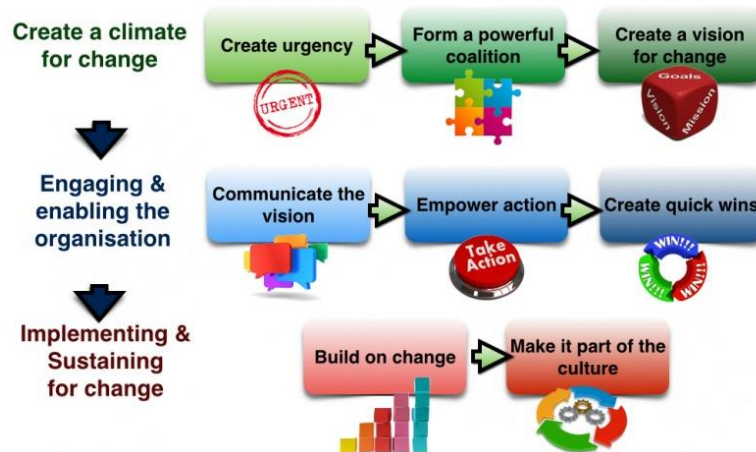 Create a climate
for change
Create urgency
URGENT
Form a powerful
coalition
Create a vision
for change
Goals
Vision
Mission
Engaging &
enabling the
organisation
Communicate the
vision
Empower action
Take
Action
Create quick wins
WIN!!!
WIN!!!
WIN!!!
Implementing &
Sustaining
for change
Build on change
Make it part of the
culture